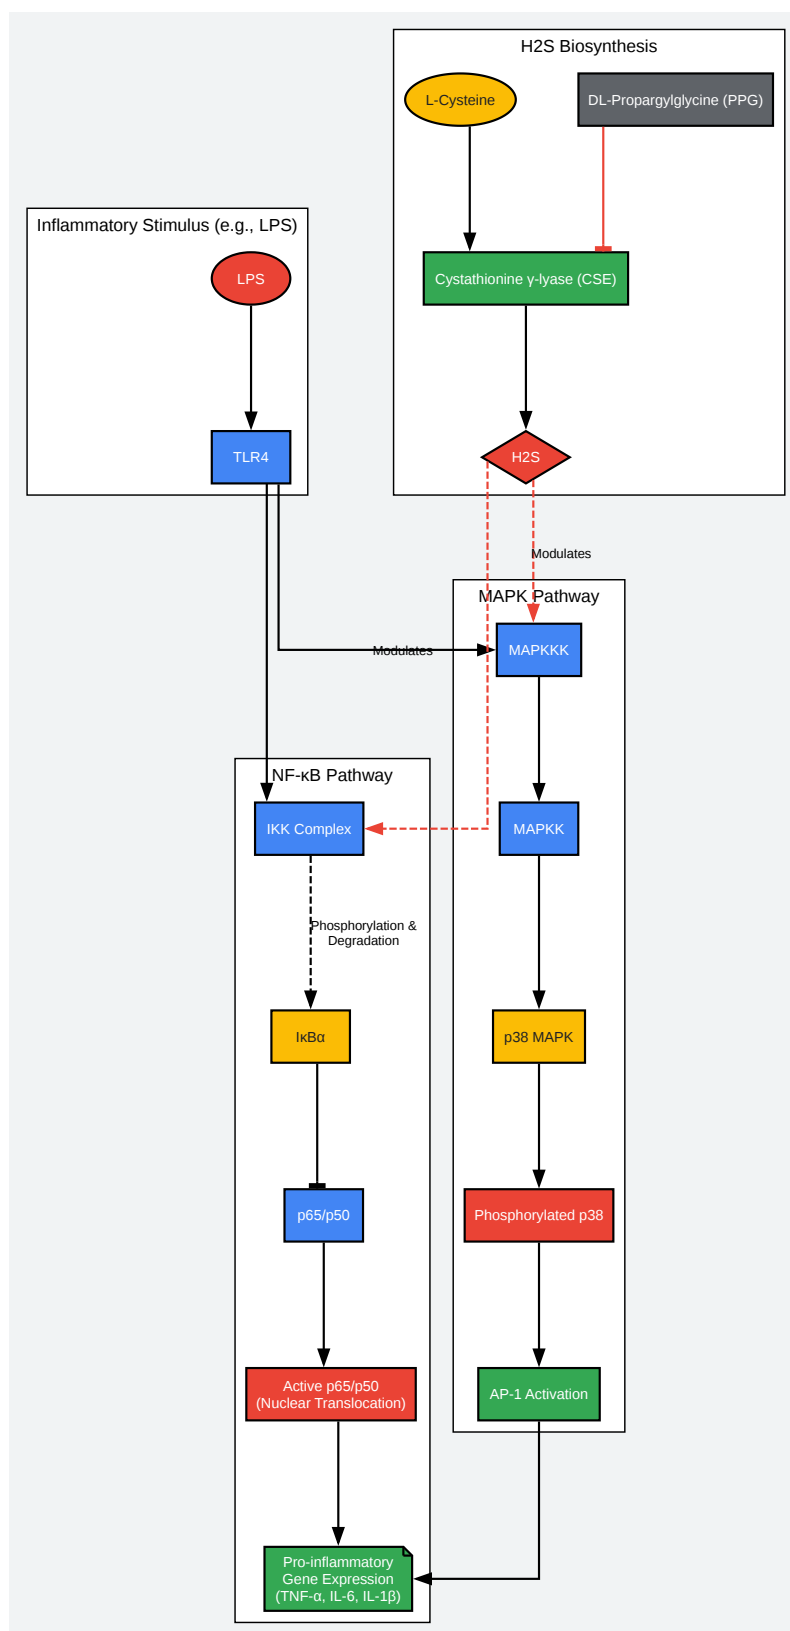 H2S Biosynthesis
L-Cysteine
DL-Propargylglycine (PPG)
Inflammatory Stimulus (e.g., LPS)
LPS
Cystathionine γ-lyase (CSE)
TLR4
H2S
Modulates
MAPK Pathway
MAPKKK
Modulates
NF-κB Pathway
IKK Complex
MAPKK
Phosphorylation &
Degradation
IκBα
p38 MAPK
p65/p50
Phosphorylated p38
Active p65/p50
(Nuclear Translocation)
AP-1 Activation
Pro-inflammatory
Gene Expression
(TNF-α, IL-6, IL-1β)